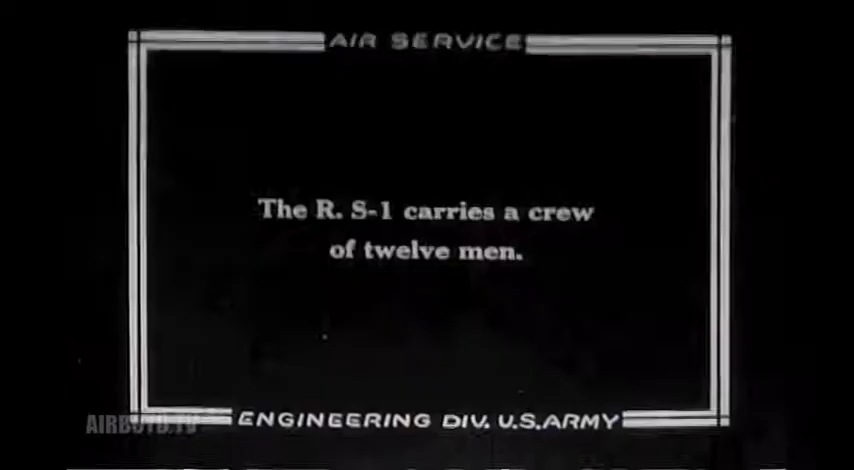 AIR SERVICE
The R. S-1 carries a crew
of twelve men.
ENGINEERING DIV. U.S.ARMY
AIRBOYD.TV